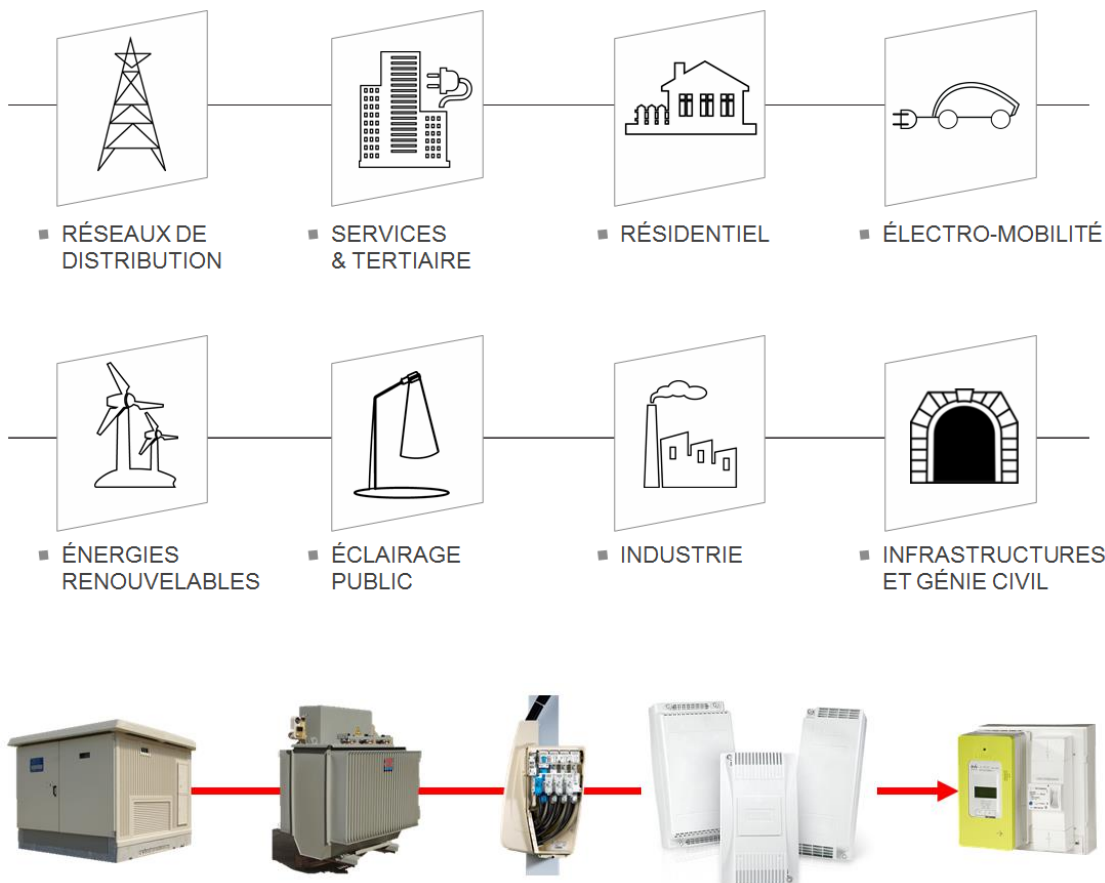 RÉSEAUX DE
DISTRIBUTION
SERVICES
& TERTIAIRE
RÉSIDENTIEL
ÉLECTRO-MOBILITÉ
ÉNERGIES
RENOUVELABLES
ÉCLAIRAGE
PUBLIC
INDUSTRIE
INFRASTRUCTURES
ET GÉNIE CIVIL